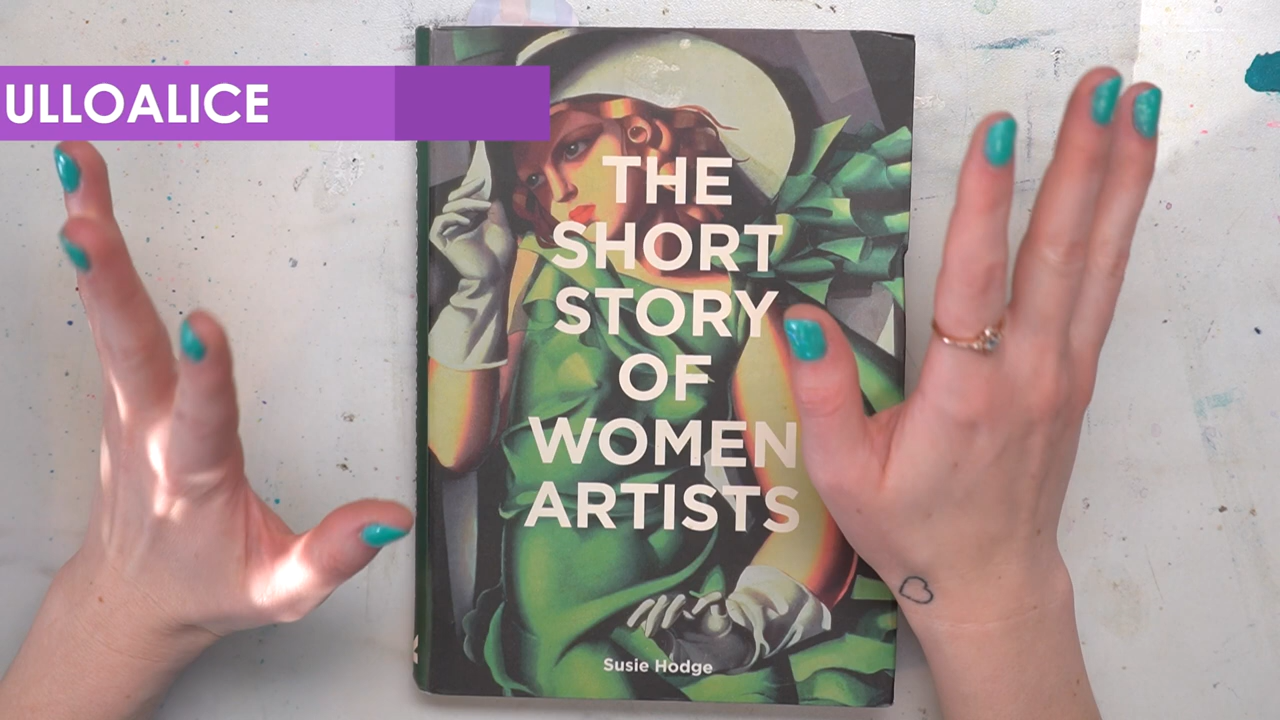 ULLOALICE
THE
SHORT
STORY
OF
WOMEN
ARTISTS
Susie Hodge